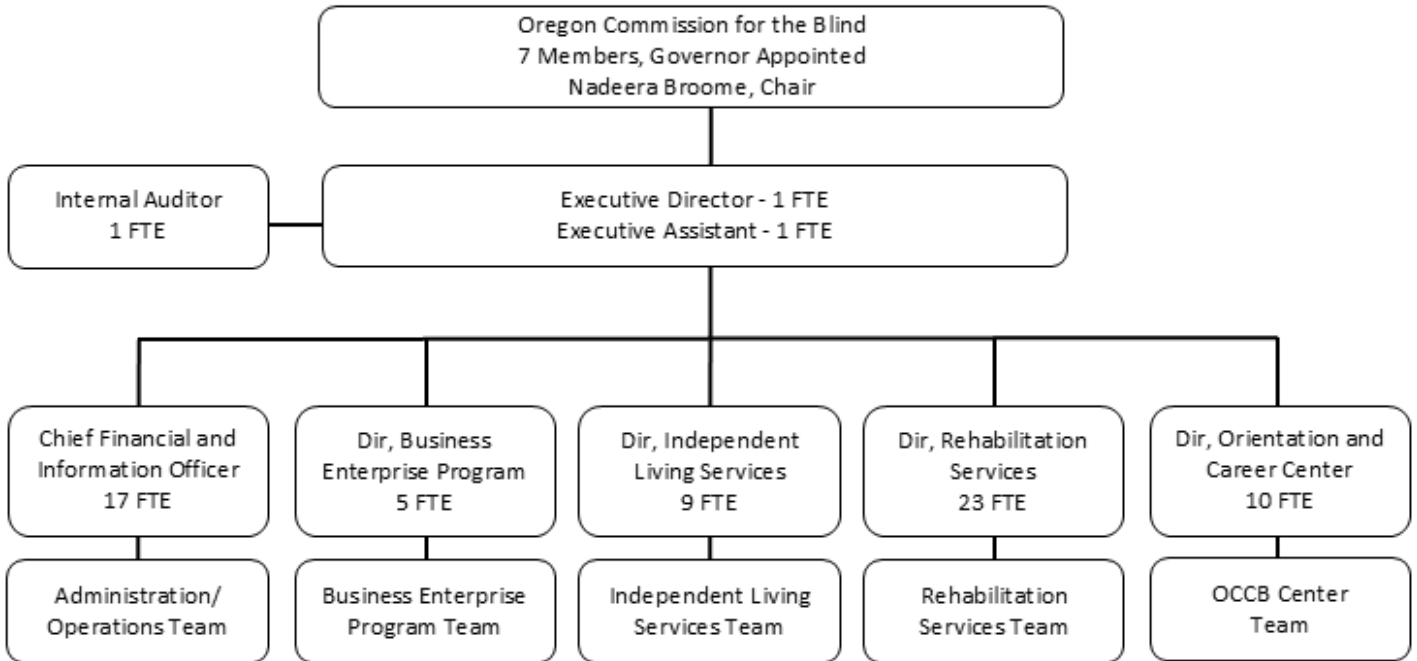 Oregon Commission for the Blind
7 Members, Governor Appointed
Nadeera Broome, Chair
Internal Auditor
1 FTE
Executive Director - 1 FTE
Executive Assistant - 1 FTE
Chief Financial and
Information Officer
17 FTE
Dir, Business
Enterprise Program
5 FTE
Dir, Independent
Living Services
9 FTE
Dir, Rehabilitation
Services
23 FTE
Dir, Orientation and
Career Center
10 FTE
Administration/
Operations Team
Business Enterprise
Program Team
Independent Living
Services Team
Rehabilitation
Services Team
OCCB Center
Team